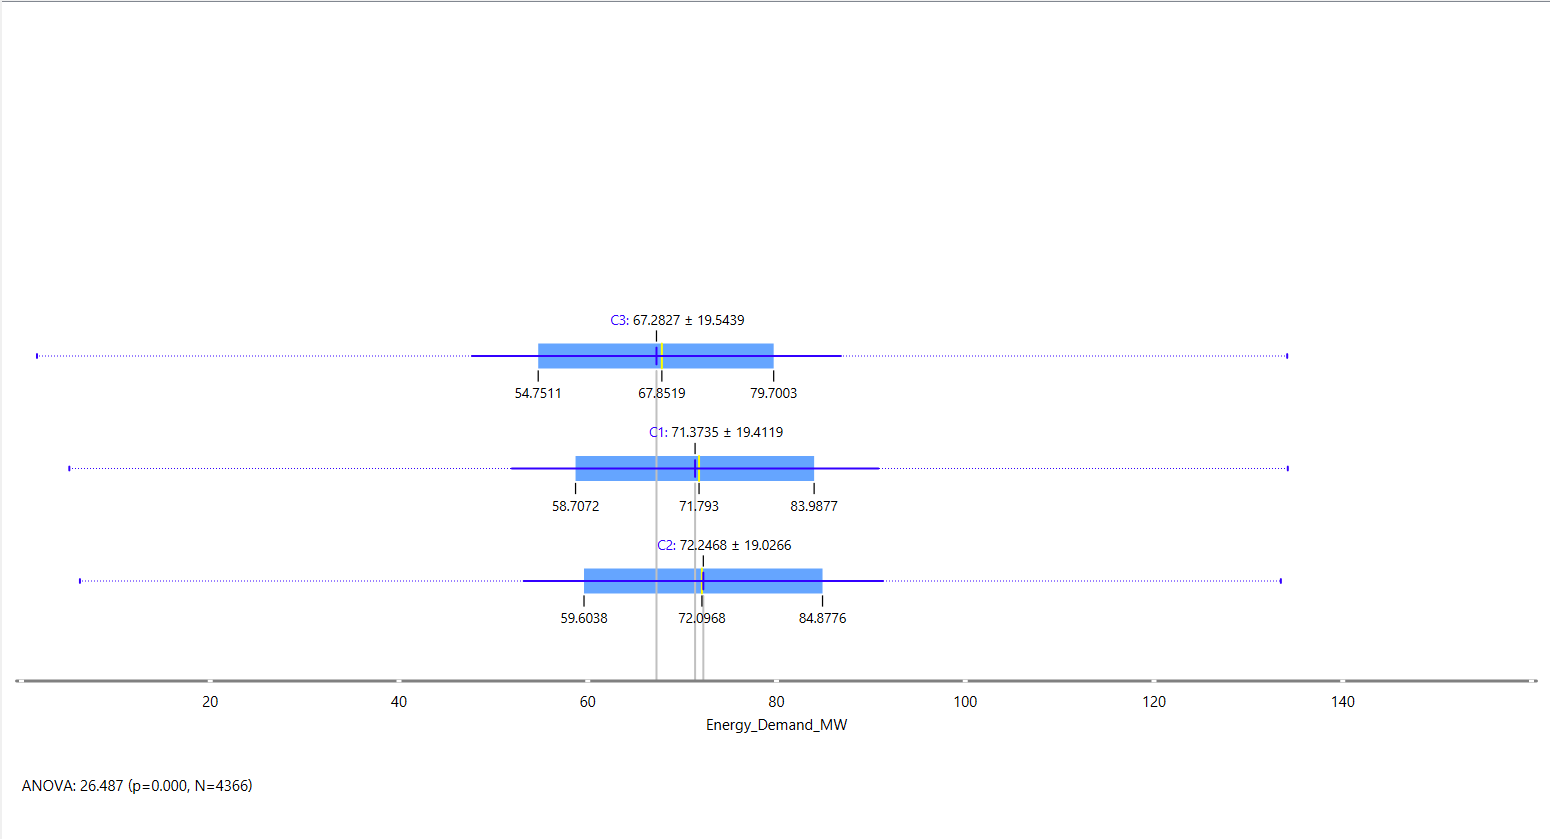 C3: 67.2827 ± 19.5439
54.7511 67.8519 79.7003
C1: 71.3735 ± 19.4119
58.7072 71.793 83.9877
C2: 72.2468 ± 19.0266
59.6038 72.0968 84.8776
20 40 60 80 100 120 140
Energy_Demand_MW
ANOVA: 26.487 (p=0.000, N=4366)